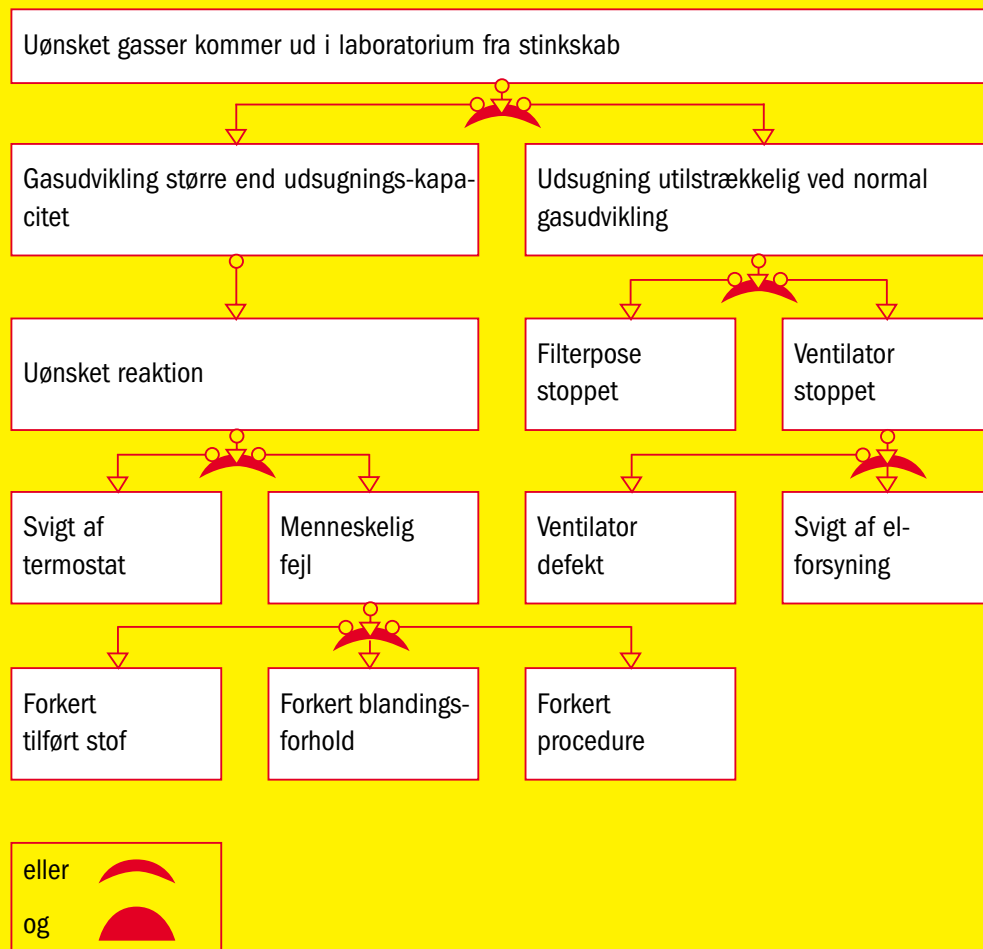 Uønsket gasser kommer ud i laboratorium fra stinkskab
Gasudvikling større end udsugnings-kapa-
citet
Udsugning utilstrækkelig ved normal
gasudvikling
Uønsket reaktion
Filterpose
stoppet
Ventilator
stoppet
Svigt af
termostat
Menneskelig
fejl
Ventilator
defekt
Svigt af el-
forsyning
Forkert
tilført stof
Forkert blandings-
forhold
Forkert
procedure
eller
og